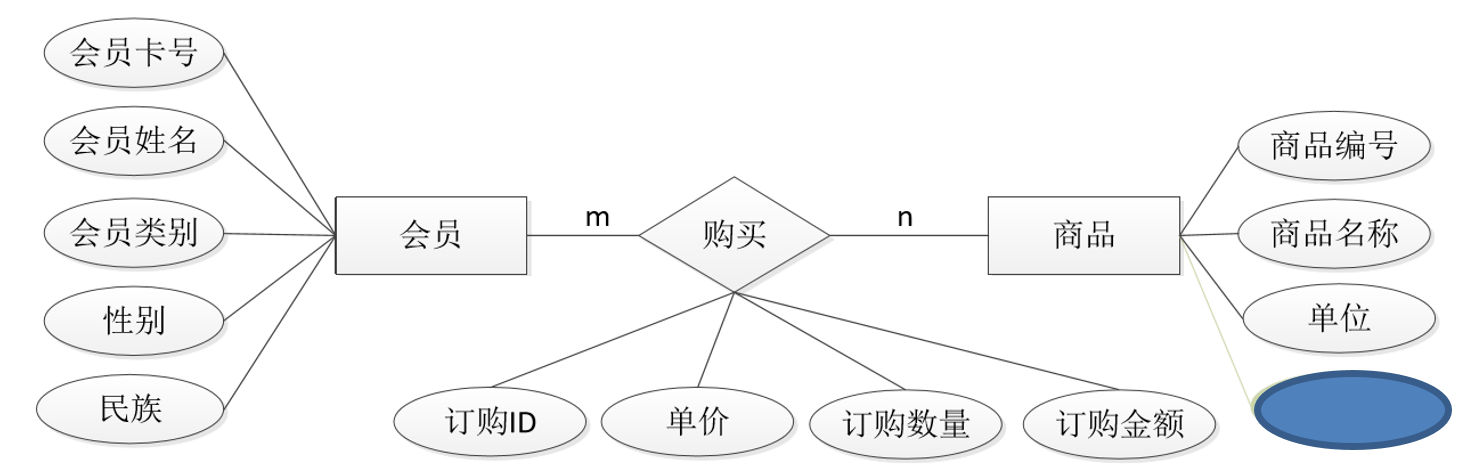 会员卡号
会员姓名
会员类别
性别
民族
会员
m
购买
n
商品
商品编号
商品名称
单位
订购ID
单价
订购数量
订购金额